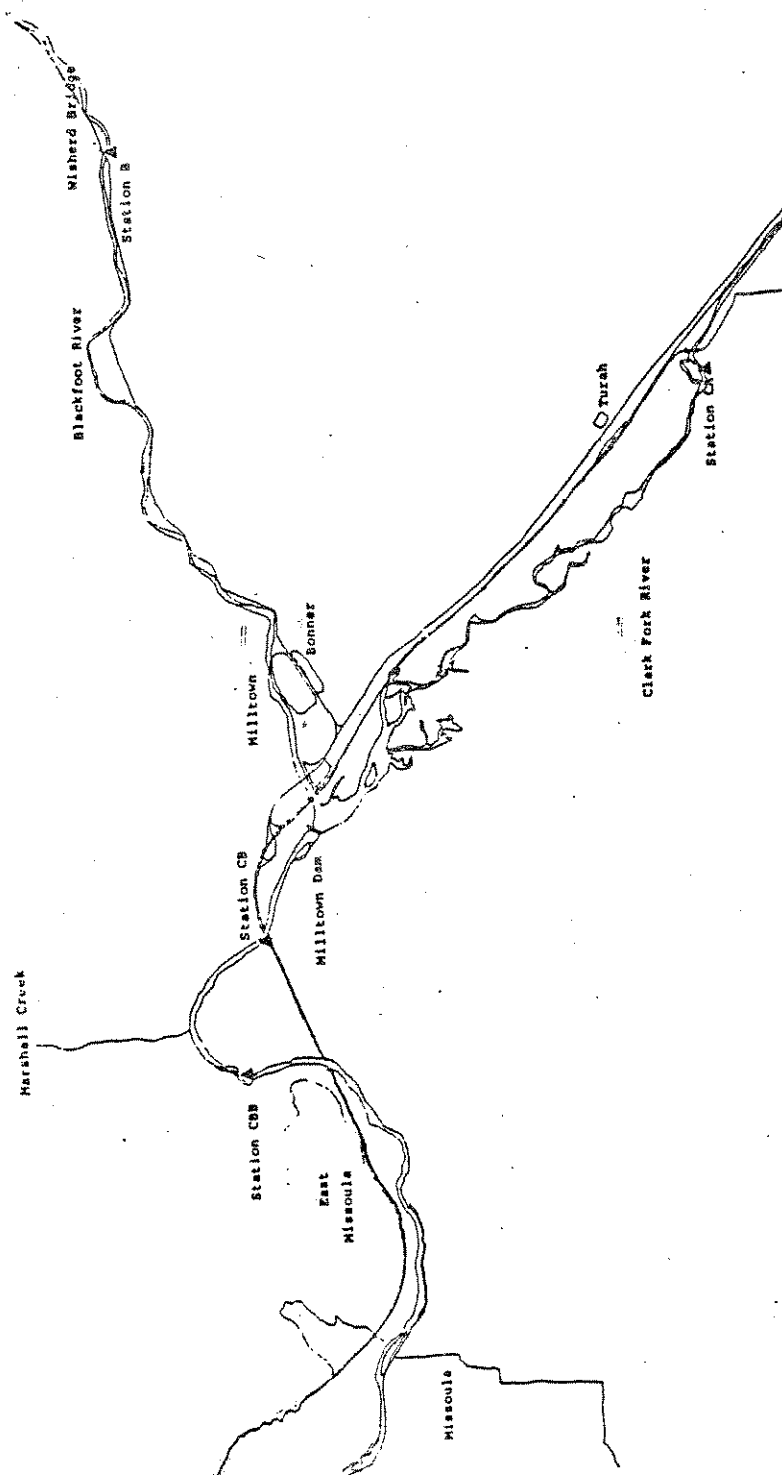 Marshall Creek
Station CBB
East
Missoula
Missoula
Station CB
Milltown Dam
Milltown
Bonner
Blackfoot River
Wisherd Bridge
Station B
Clark Fork River
Turah
Station C